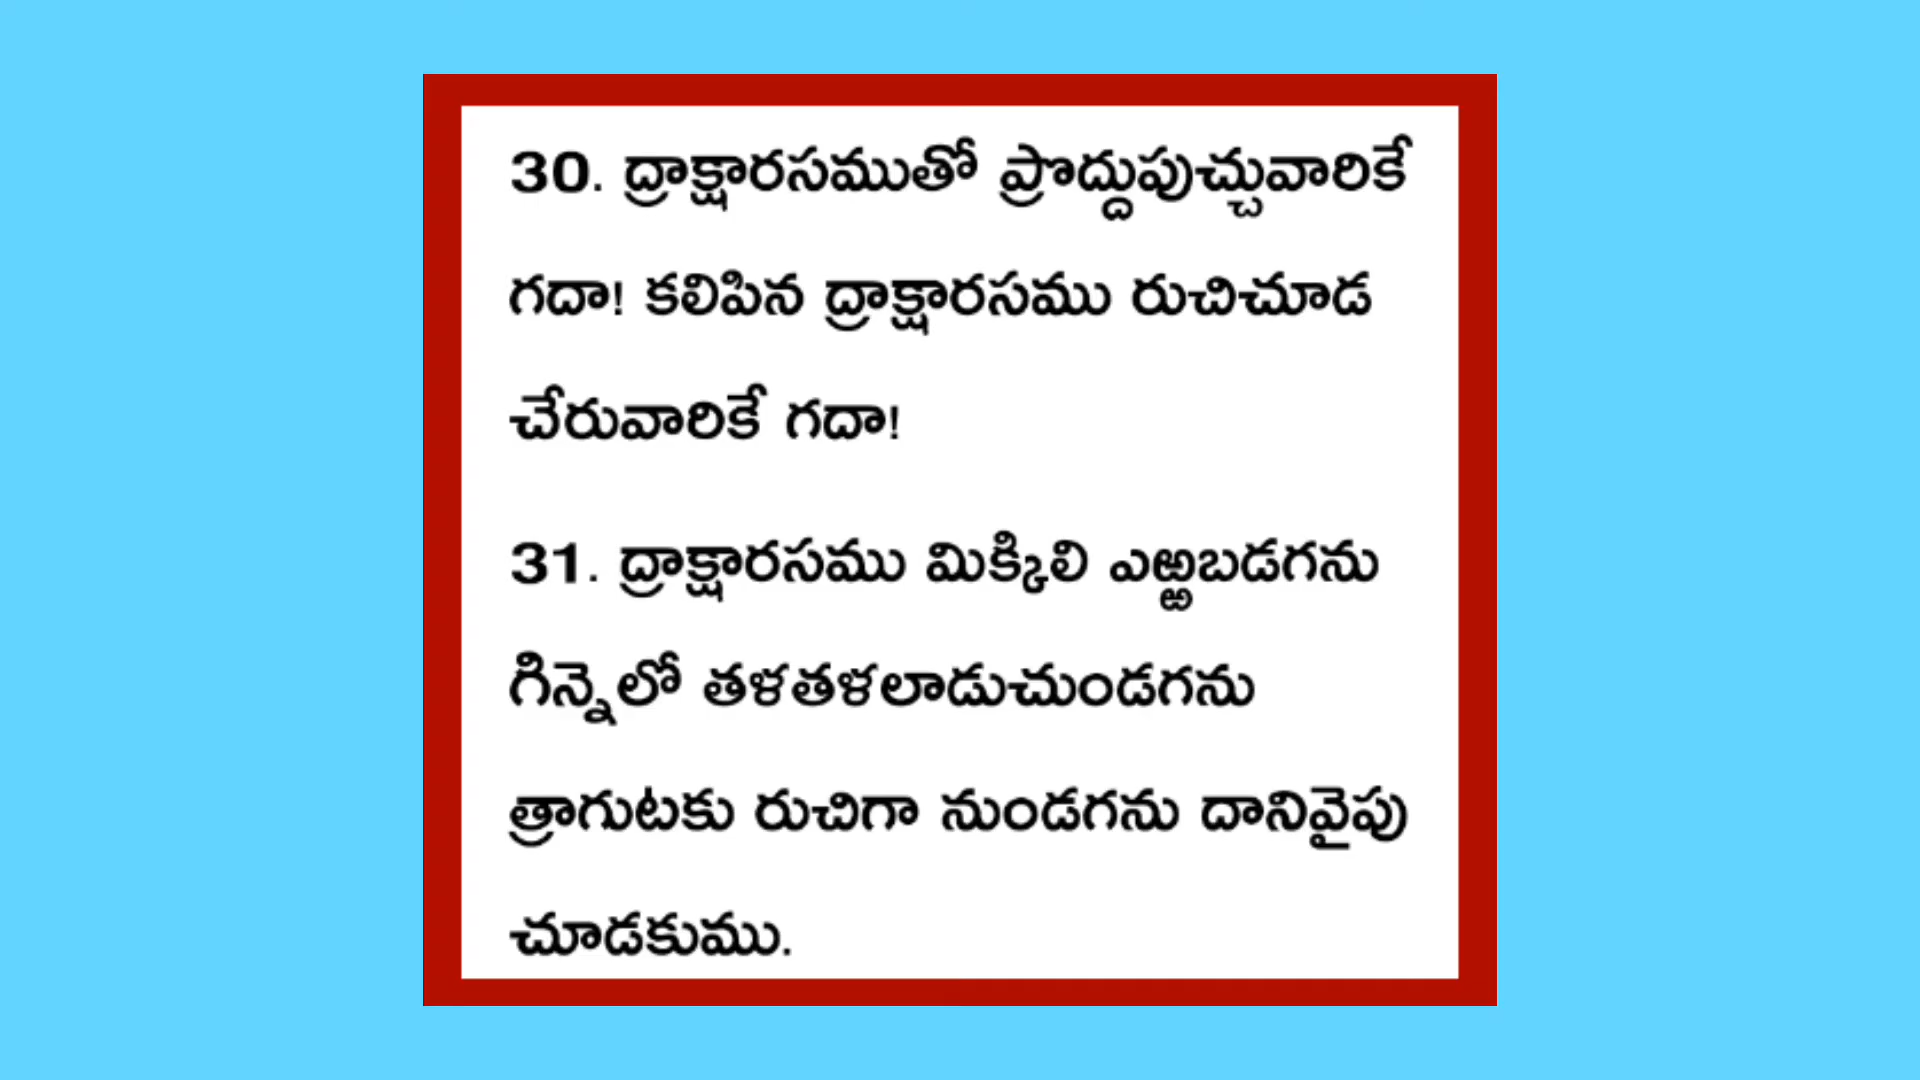 30. ద్రాక్షారసముతో ప్రొద్దుపుచ్చువారికే
గదా! కలిపిన ద్రాక్షారసము రుచిచూడ
చేరువారికే గదా!
31. ద్రాక్షారసము మిక్కిలి ఎఱ్ఱబడగను
గిన్నెలో తళతళలాడుచుండగను
త్రాగుటకు రుచిగా నుండగను దానివైపు
చూడకుము.